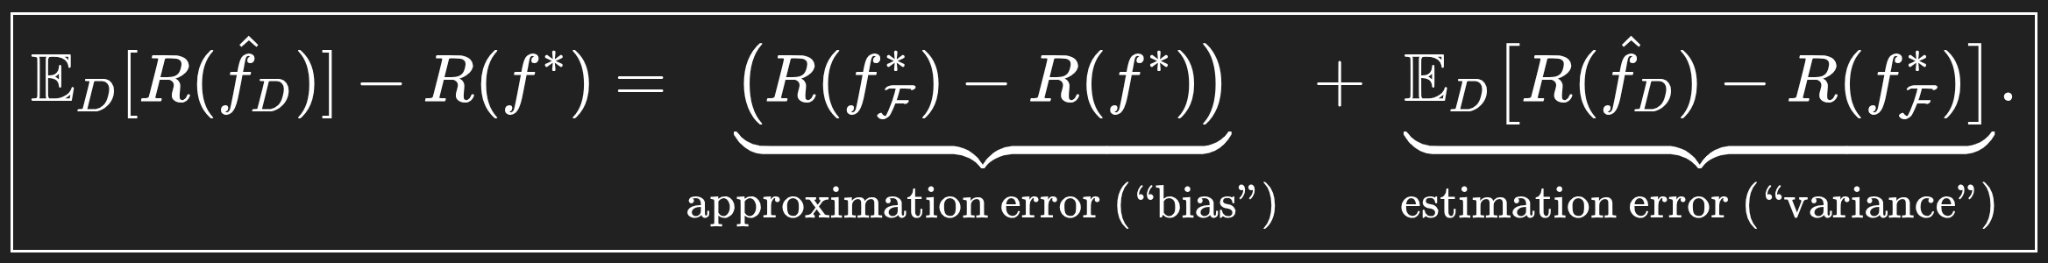 𝔼_D[R(f̂_D)] − R(f*) = (R(f*_ℱ) − R(f*)) + 𝔼_D[R(f̂_D) − R(f*_ℱ)].
approximation error (“bias”) estimation error (“variance”)